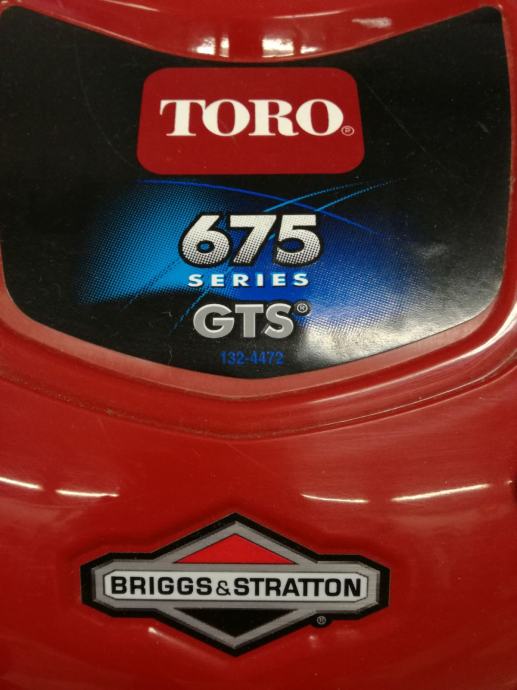 TORO®
675
SERIES
GTS®
132-4472
BRIGGS&STRATTON
®